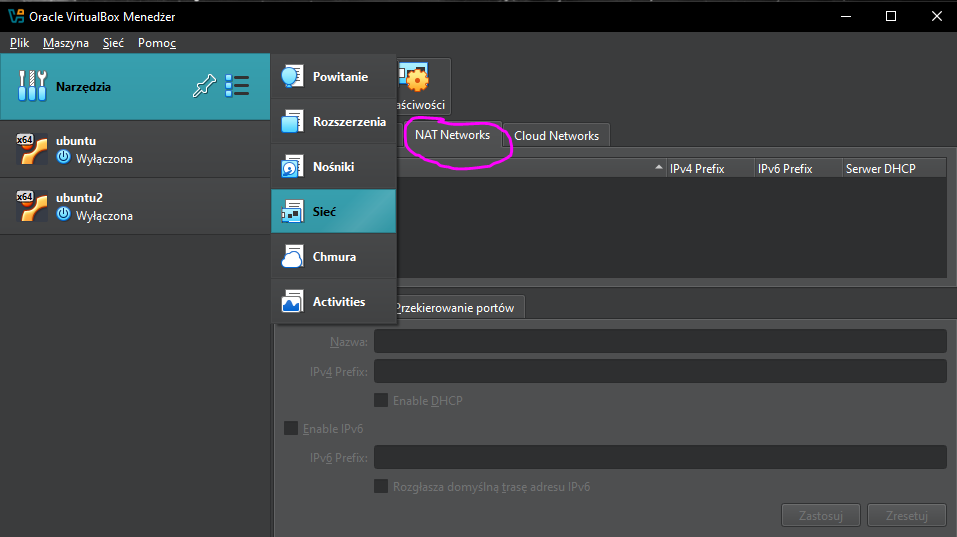 Oracle VirtualBox Menedżer
Plik Maszyna Sieć Pomoc
Narzędzia
x64
ubuntu
Wyłączona
x64
ubuntu2
Wyłączona
Powitanie
Rozszerzenia
Nośniki
Sieć
Chmura
Activities
aściwości
NAT Networks Cloud Networks
IPv4 Prefix IPv6 Prefix Serwer DHCP
Przekierowanie portów
Nazwa:
IPv4 Prefix:
Enable DHCP
Enable IPv6
IPv6 Prefix:
Rozgłasza domyślną trasę adresu IPv6
Zastosuj Zresetuj